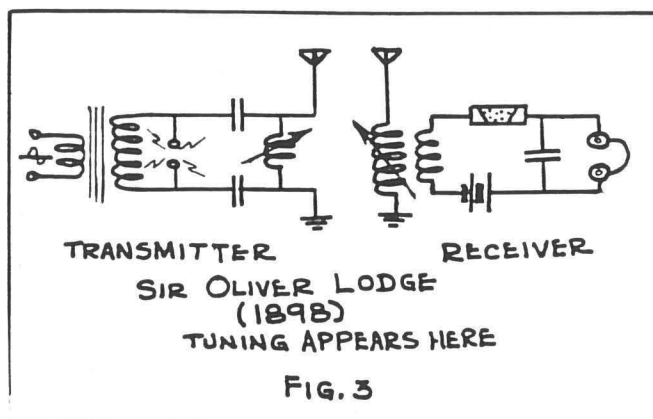 TRANSMITTER RECEIVER
SIR OLIVER LODGE
(1898)
TUNING APPEARS HERE
FIG. 3